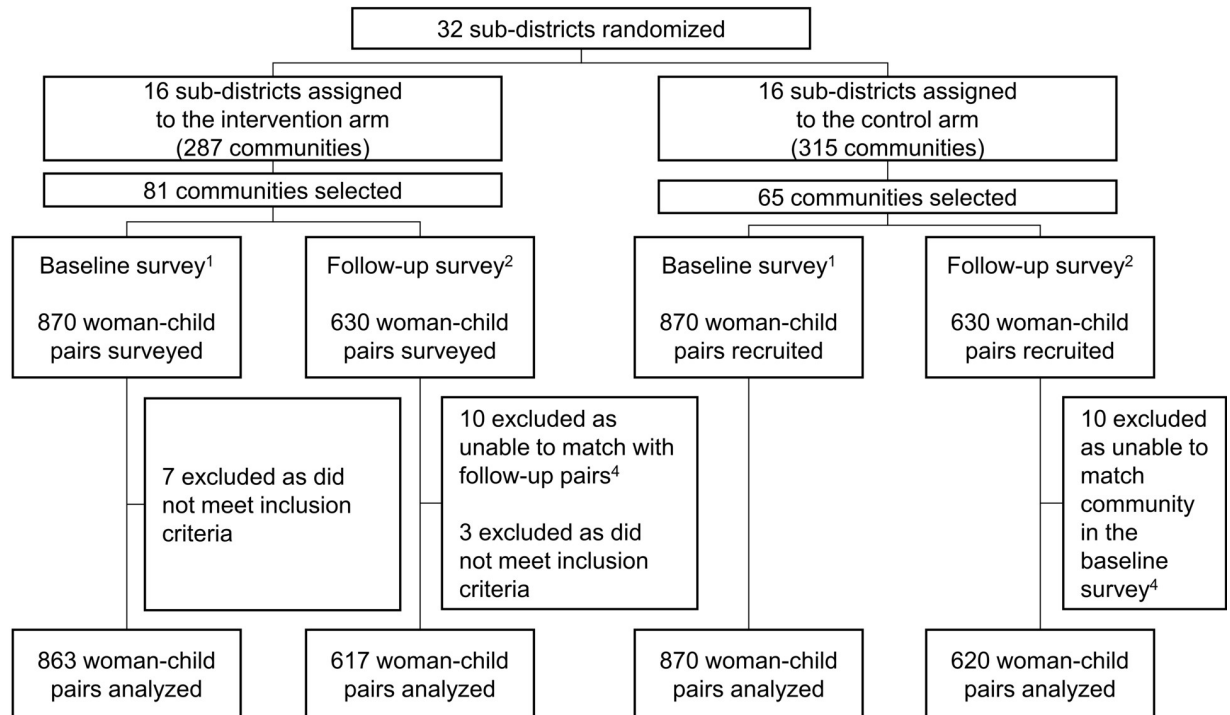 32 sub-districts randomized
16 sub-districts assigned
to the intervention arm
(287 communities)
16 sub-districts assigned
to the control arm
(315 communities)
81 communities selected
65 communities selected
Baseline survey¹
870 woman-child
pairs surveyed
Follow-up survey²
630 woman-child
pairs surveyed
Baseline survey¹
870 woman-child
pairs recruited
Follow-up survey²
630 woman-child
pairs recruited
7 excluded as did
not meet inclusion
criteria
10 excluded as
unable to match with
follow-up pairs⁴
3 excluded as did
not meet inclusion
criteria
10 excluded
as unable to
match
community
in the
baseline
survey⁴
863 woman-child
pairs analyzed
617 woman-child
pairs analyzed
870 woman-child
pairs analyzed
620 woman-child
pairs analyzed